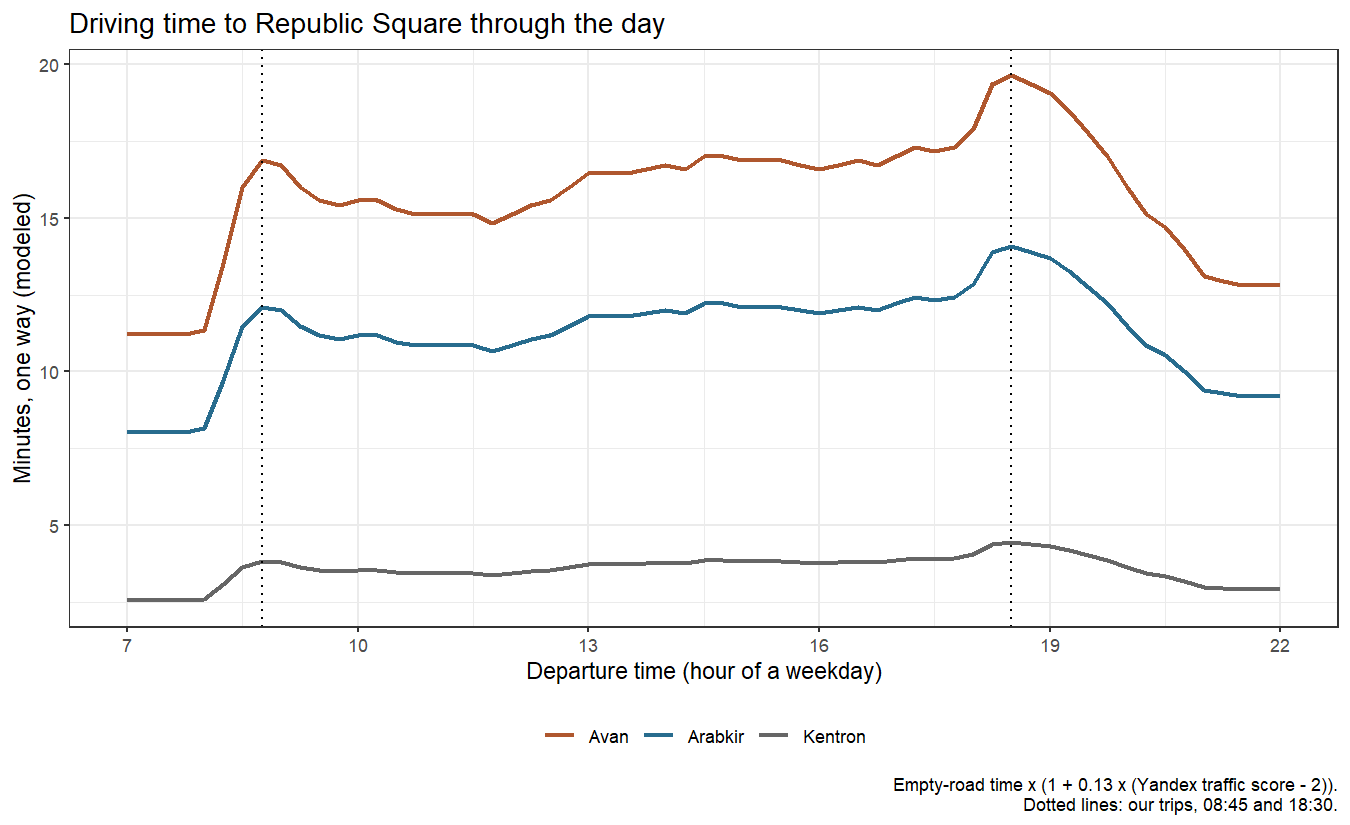 Driving time to Republic Square through the day
Minutes, one way (modeled)
20
15
10
5
7 10 13 16 19 22
Departure time (hour of a weekday)
Avan Arabkir Kentron
Empty-road time x (1 + 0.13 x (Yandex traffic score - 2)).
Dotted lines: our trips, 08:45 and 18:30.